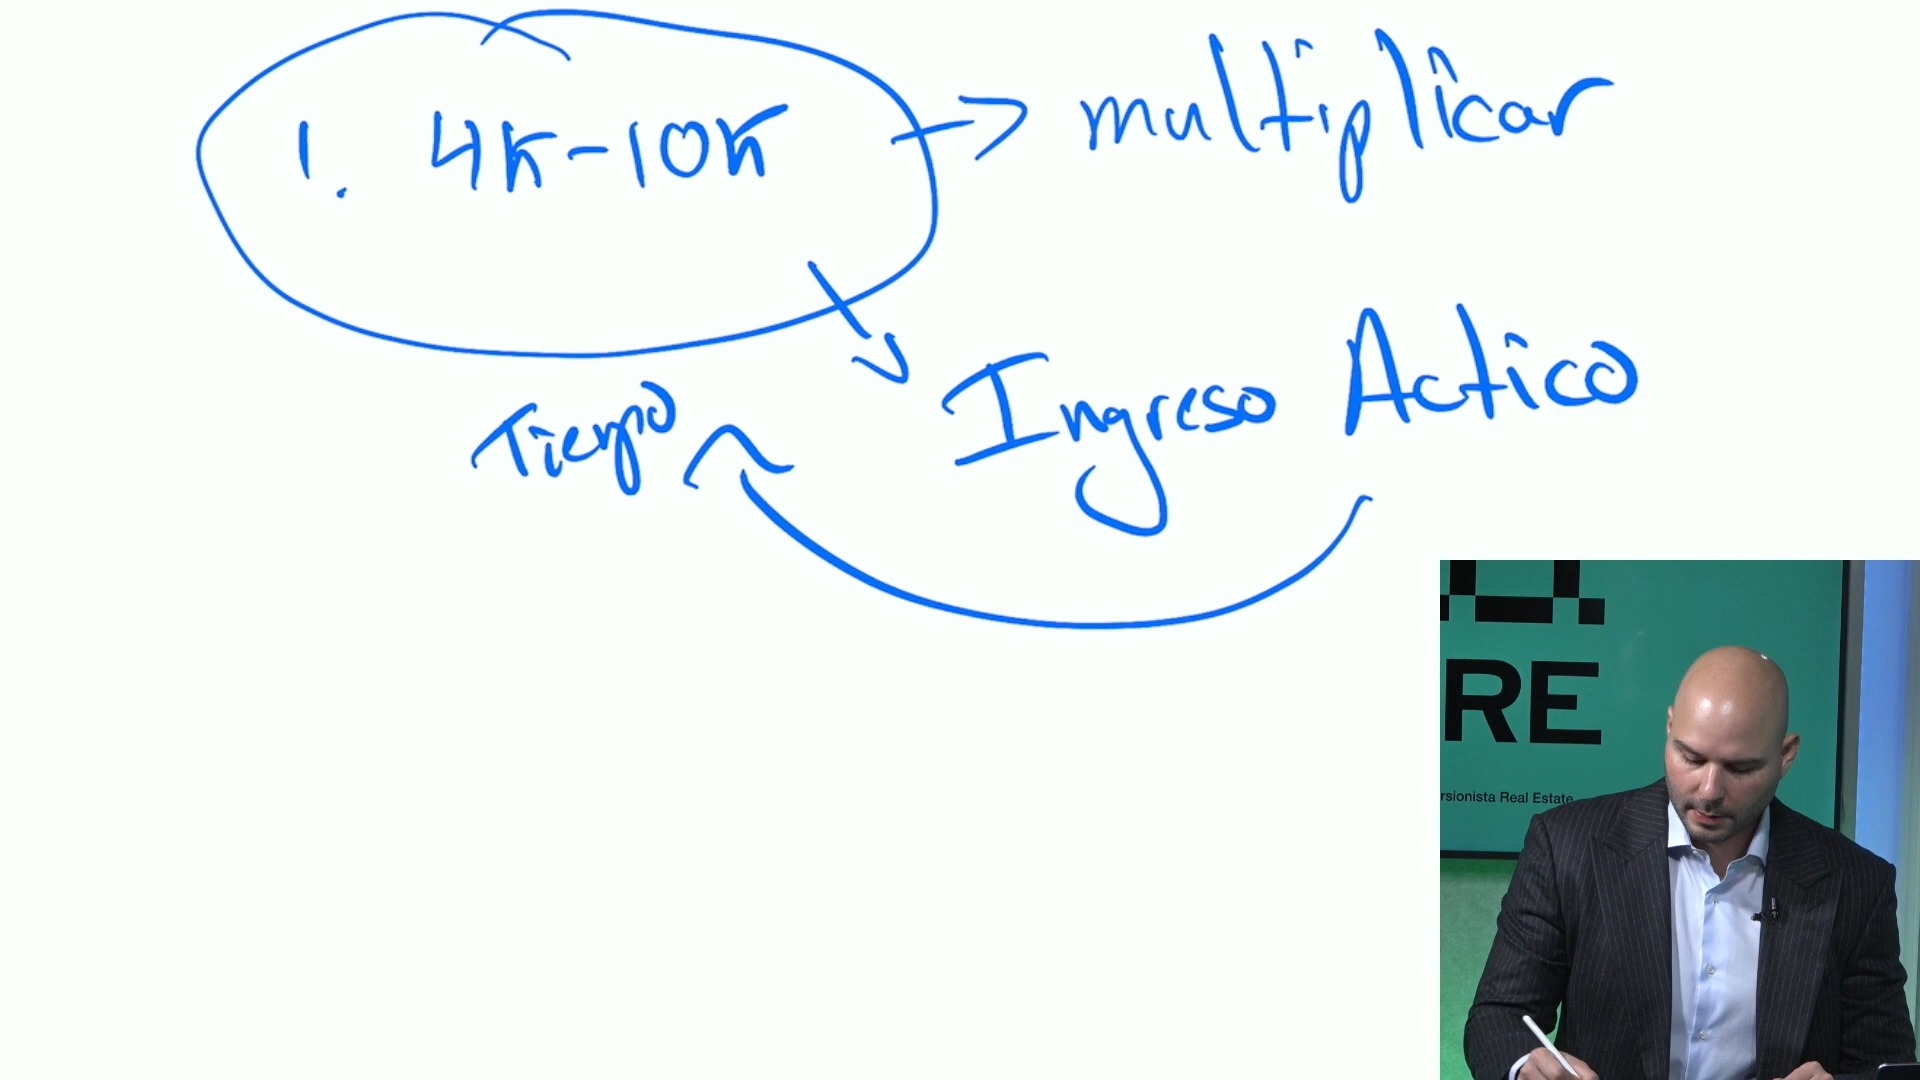 1. 4K-10K → multiplicar
Ingreso Actico
Tiempo
RE
rsionista Real Estate